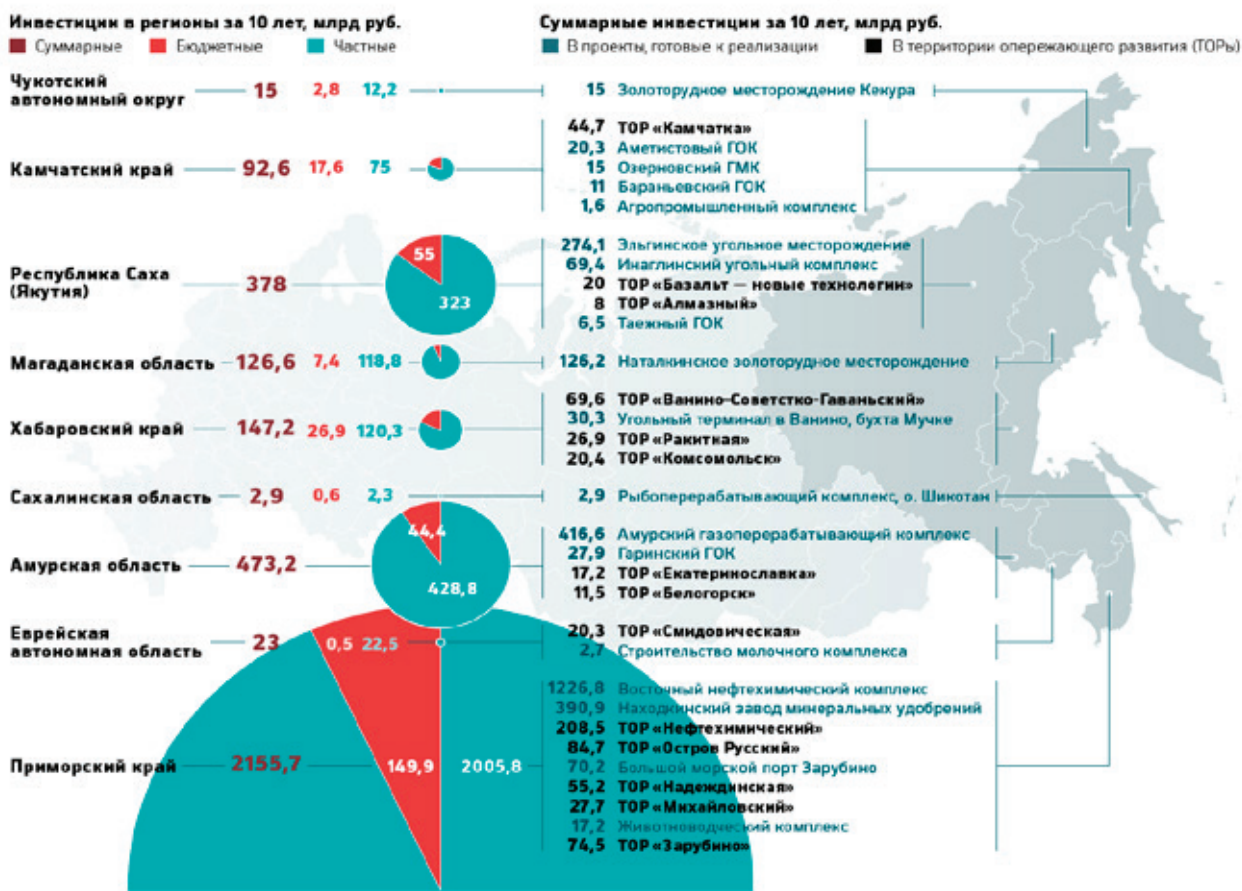 Инвестиции в регионы за 10 лет, млрд руб.
Суммарные Бюджетные Частные
Суммарные инвестиции за 10 лет, млрд руб.
В проекты, готовые к реализации В территории опережающего развития (ТОРы)
Чукотский
автономный округ 15 2,8 12,2
15 Золоторудное месторождение Кекура
Камчатский край 92,6 17,6 75
44,7 ТОР «Камчатка»
20,3 Аметистовый ГОК
15 Озерновский ГМК
11 Бараньевский ГОК
1,6 Агропромышленный комплекс
Республика Саха
(Якутия) 378 55 323
274,1 Эльгинское угольное месторождение
69,4 Инаглинский угольный комплекс
20 ТОР «Базальт — новые технологии»
8 ТОР «Алмазный»
6,5 Таежный ГОК
Магаданская область 126,6 7,4 118,8
126,2 Наталкинское золоторудное месторождение
Хабаровский край 147,2 26,9 120,3
69,6 ТОР «Ванино-Советстко-Гаваньский»
30,3 Угольный терминал в Ванино, бухта Мучке
26,9 ТОР «Ракитная»
20,4 ТОР «Комсомольск»
Сахалинская область 2,9 0,6 2,3
2,9 Рыбоперерабатывающий комплекс, о. Шикотан
Амурская область 473,2 44,4 428,8
416,6 Амурский газоперерабатывающий комплекс
27,9 Гаринский ГОК
17,2 ТОР «Екатеринославка»
11,5 ТОР «Белогорск»
Еврейская
автономная область 23 0,5 22,5
20,3 ТОР «Смидовическая»
2,7 Строительство молочного комплекса
Приморский край 2155,7 149,9 2005,8
1226,8 Восточный нефтехимический комплекс
390,9 Находкинский завод минеральных удобрений
208,5 ТОР «Нефтехимический»
84,7 ТОР «Остров Русский»
70,2 Большой морской порт Зарубино
55,2 ТОР «Надеждинская»
27,7 ТОР «Михайловский»
17,2 Животноводческий комплекс
74,5 ТОР «Зарубино»